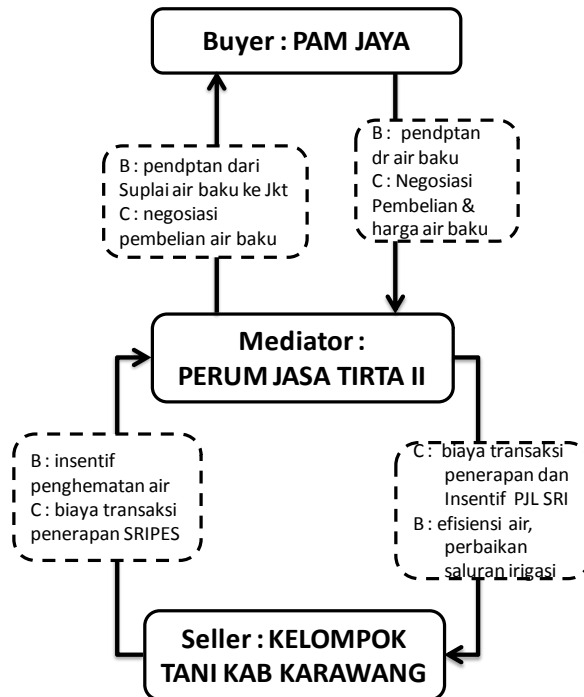 Buyer : PAM JAYA
B : pendptan dari
Suplai air baku ke Jkt
C : negosiasi
pembelian air baku
B : pendptan
dr air baku
C : Negosiasi
Pembelian &
harga air baku
Mediator :
PERUM JASA TIRTA II
B : insentif
penghematan air
C : biaya transaksi
penerapan SRIPES
C : biaya transaksi
penerapan dan
Insentif PJL SRI
B : efisiensi air,
perbaikan
saluran irigasi
Seller : KELOMPOK
TANI KAB KARAWANG